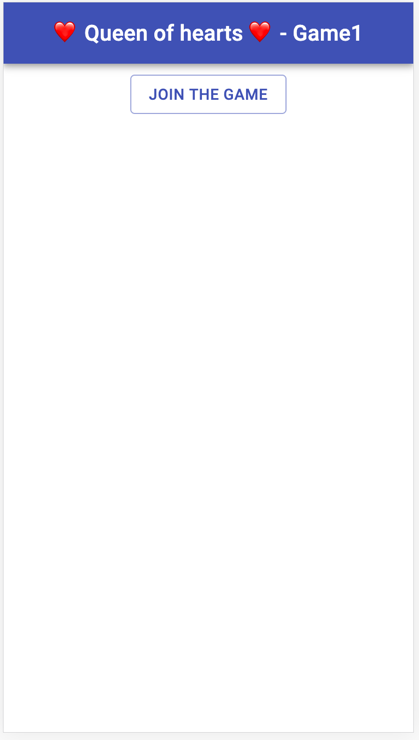 ❤️ Queen of hearts ❤️ - Game1
JOIN THE GAME